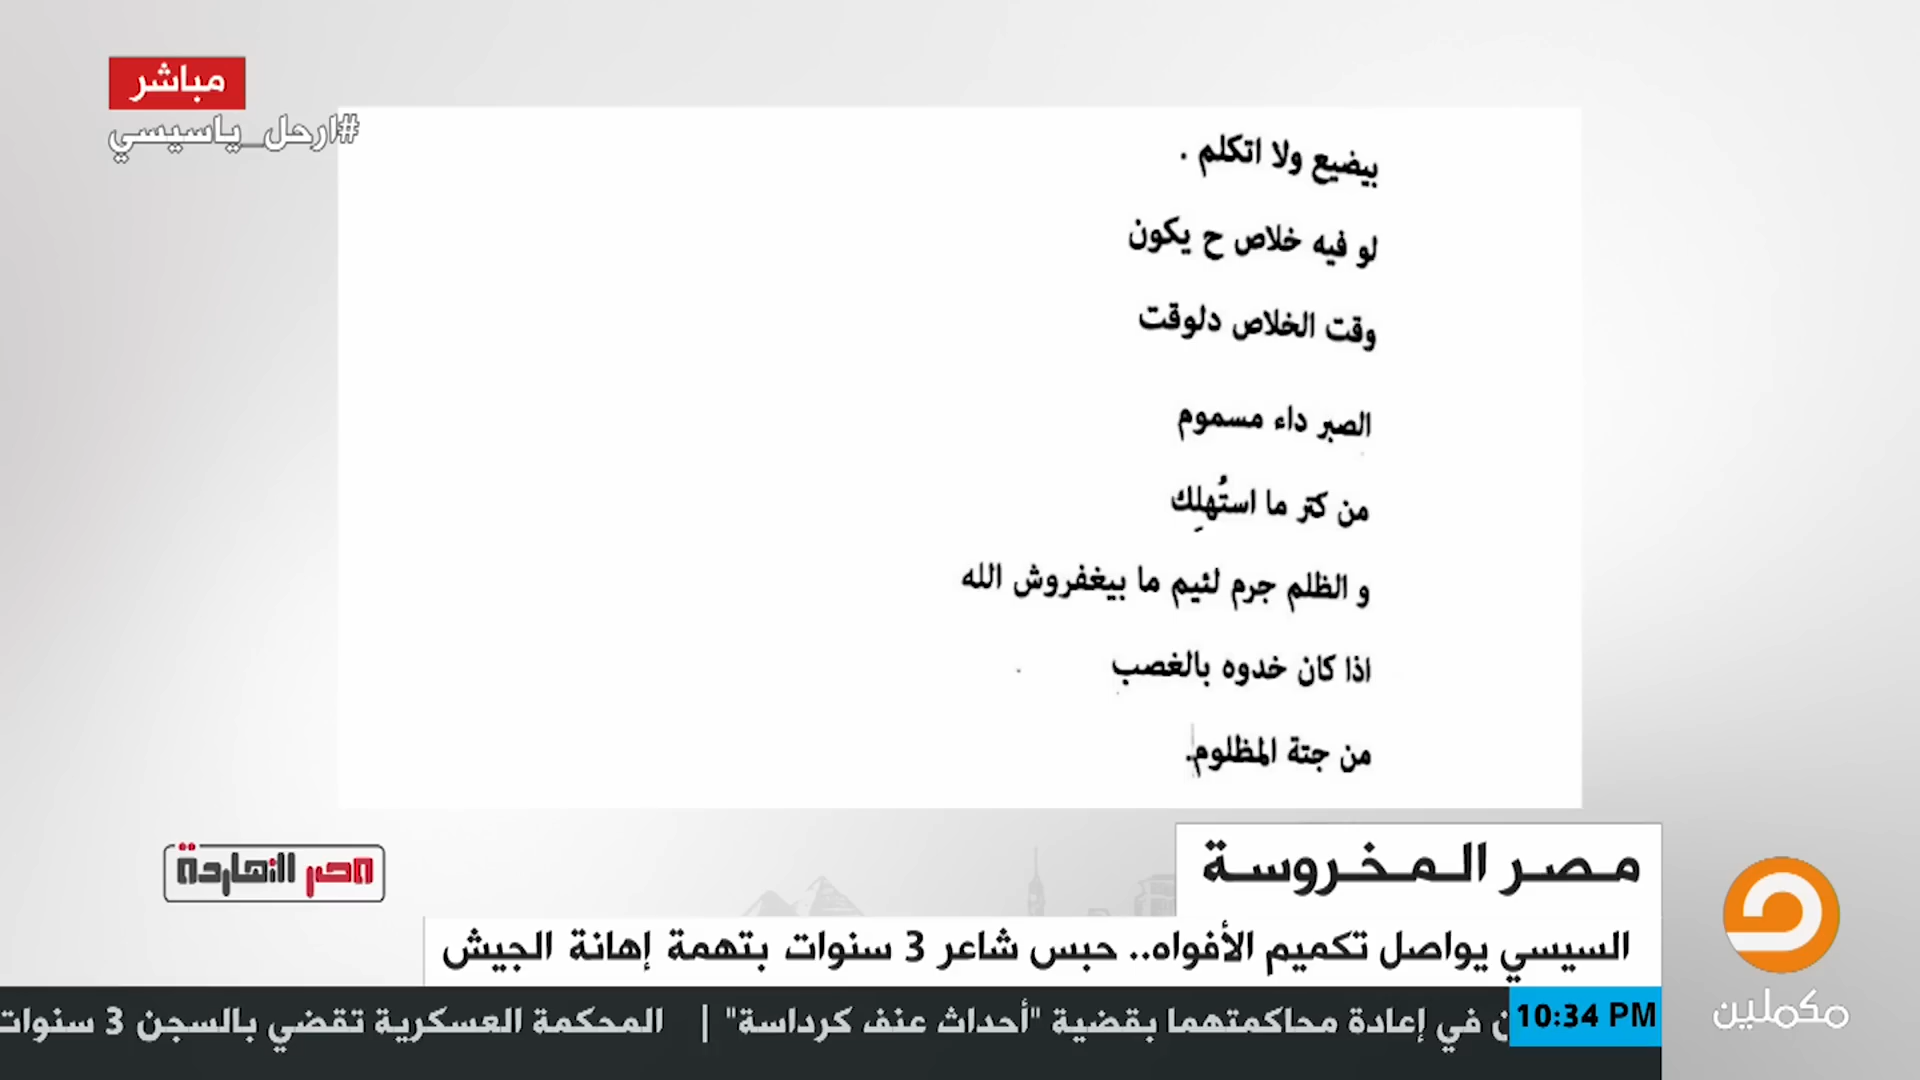 مباشر
#ارحل_ياسيسي
بيضيع ولا اتكلم .
لو فيه خلاص ح يكون
وقت الخلاص دلوقت
الصبر داء مسموم
من كتر ما استُهلِك
و الظلم جرم لئيم ما بيغفروش الله
اذا كان خدوه بالغصب
من جتة المظلوم.
مصر المخروسة
مصر النهاردة
السيسي يواصل تكميم الأفواه.. حبس شاعر 3 سنوات بتهمة إهانة الجيش
ن في إعادة محاكمتهما بقضية "أحداث عنف كرداسة" | المحكمة العسكرية تقضي بالسجن 3 سنوات
10:34 PM
مكملين